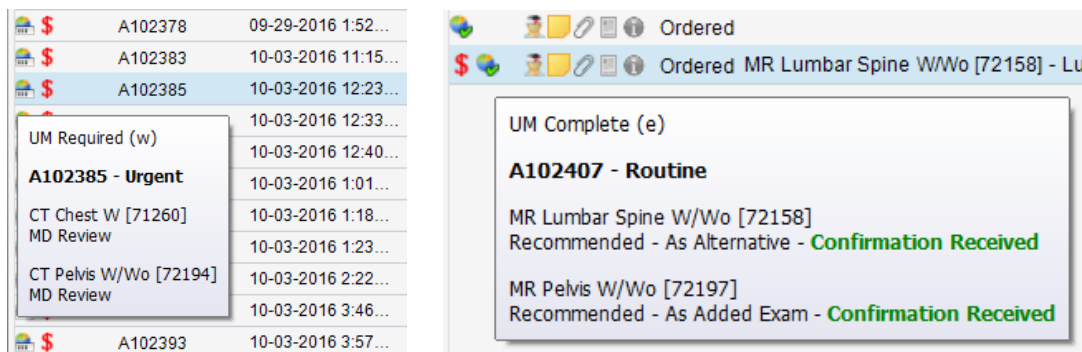 $ A102378 09-29-2016 1:52...
$ A102383 10-03-2016 11:15...
$ A102385 10-03-2016 12:23...
10-03-2016 12:33...
10-03-2016 12:40...
10-03-2016 1:01...
10-03-2016 1:18...
10-03-2016 1:23...
10-03-2016 2:22...
10-03-2016 3:46...
$ A102393 10-03-2016 3:57...
UM Required (w)
A102385 - Urgent
CT Chest W [71260]
MD Review
CT Pelvis W/Wo [72194]
MD Review
Ordered
$ Ordered MR Lumbar Spine W/Wo [72158] - Lu
UM Complete (e)
A102407 - Routine
MR Lumbar Spine W/Wo [72158]
Recommended - As Alternative - Confirmation Received
MR Pelvis W/Wo [72197]
Recommended - As Added Exam - Confirmation Received